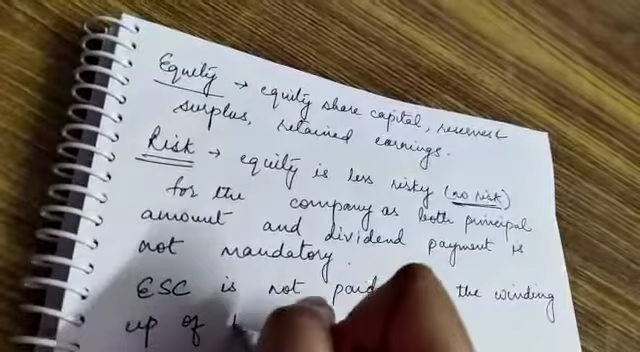 Equity → equity share capital, reserves &
surplus, retained earnings.
Risk → equity is less risky (no risk)
for the company as both principal
amount and dividend payment is
not mandatory.
ESC is not paid the winding
up of